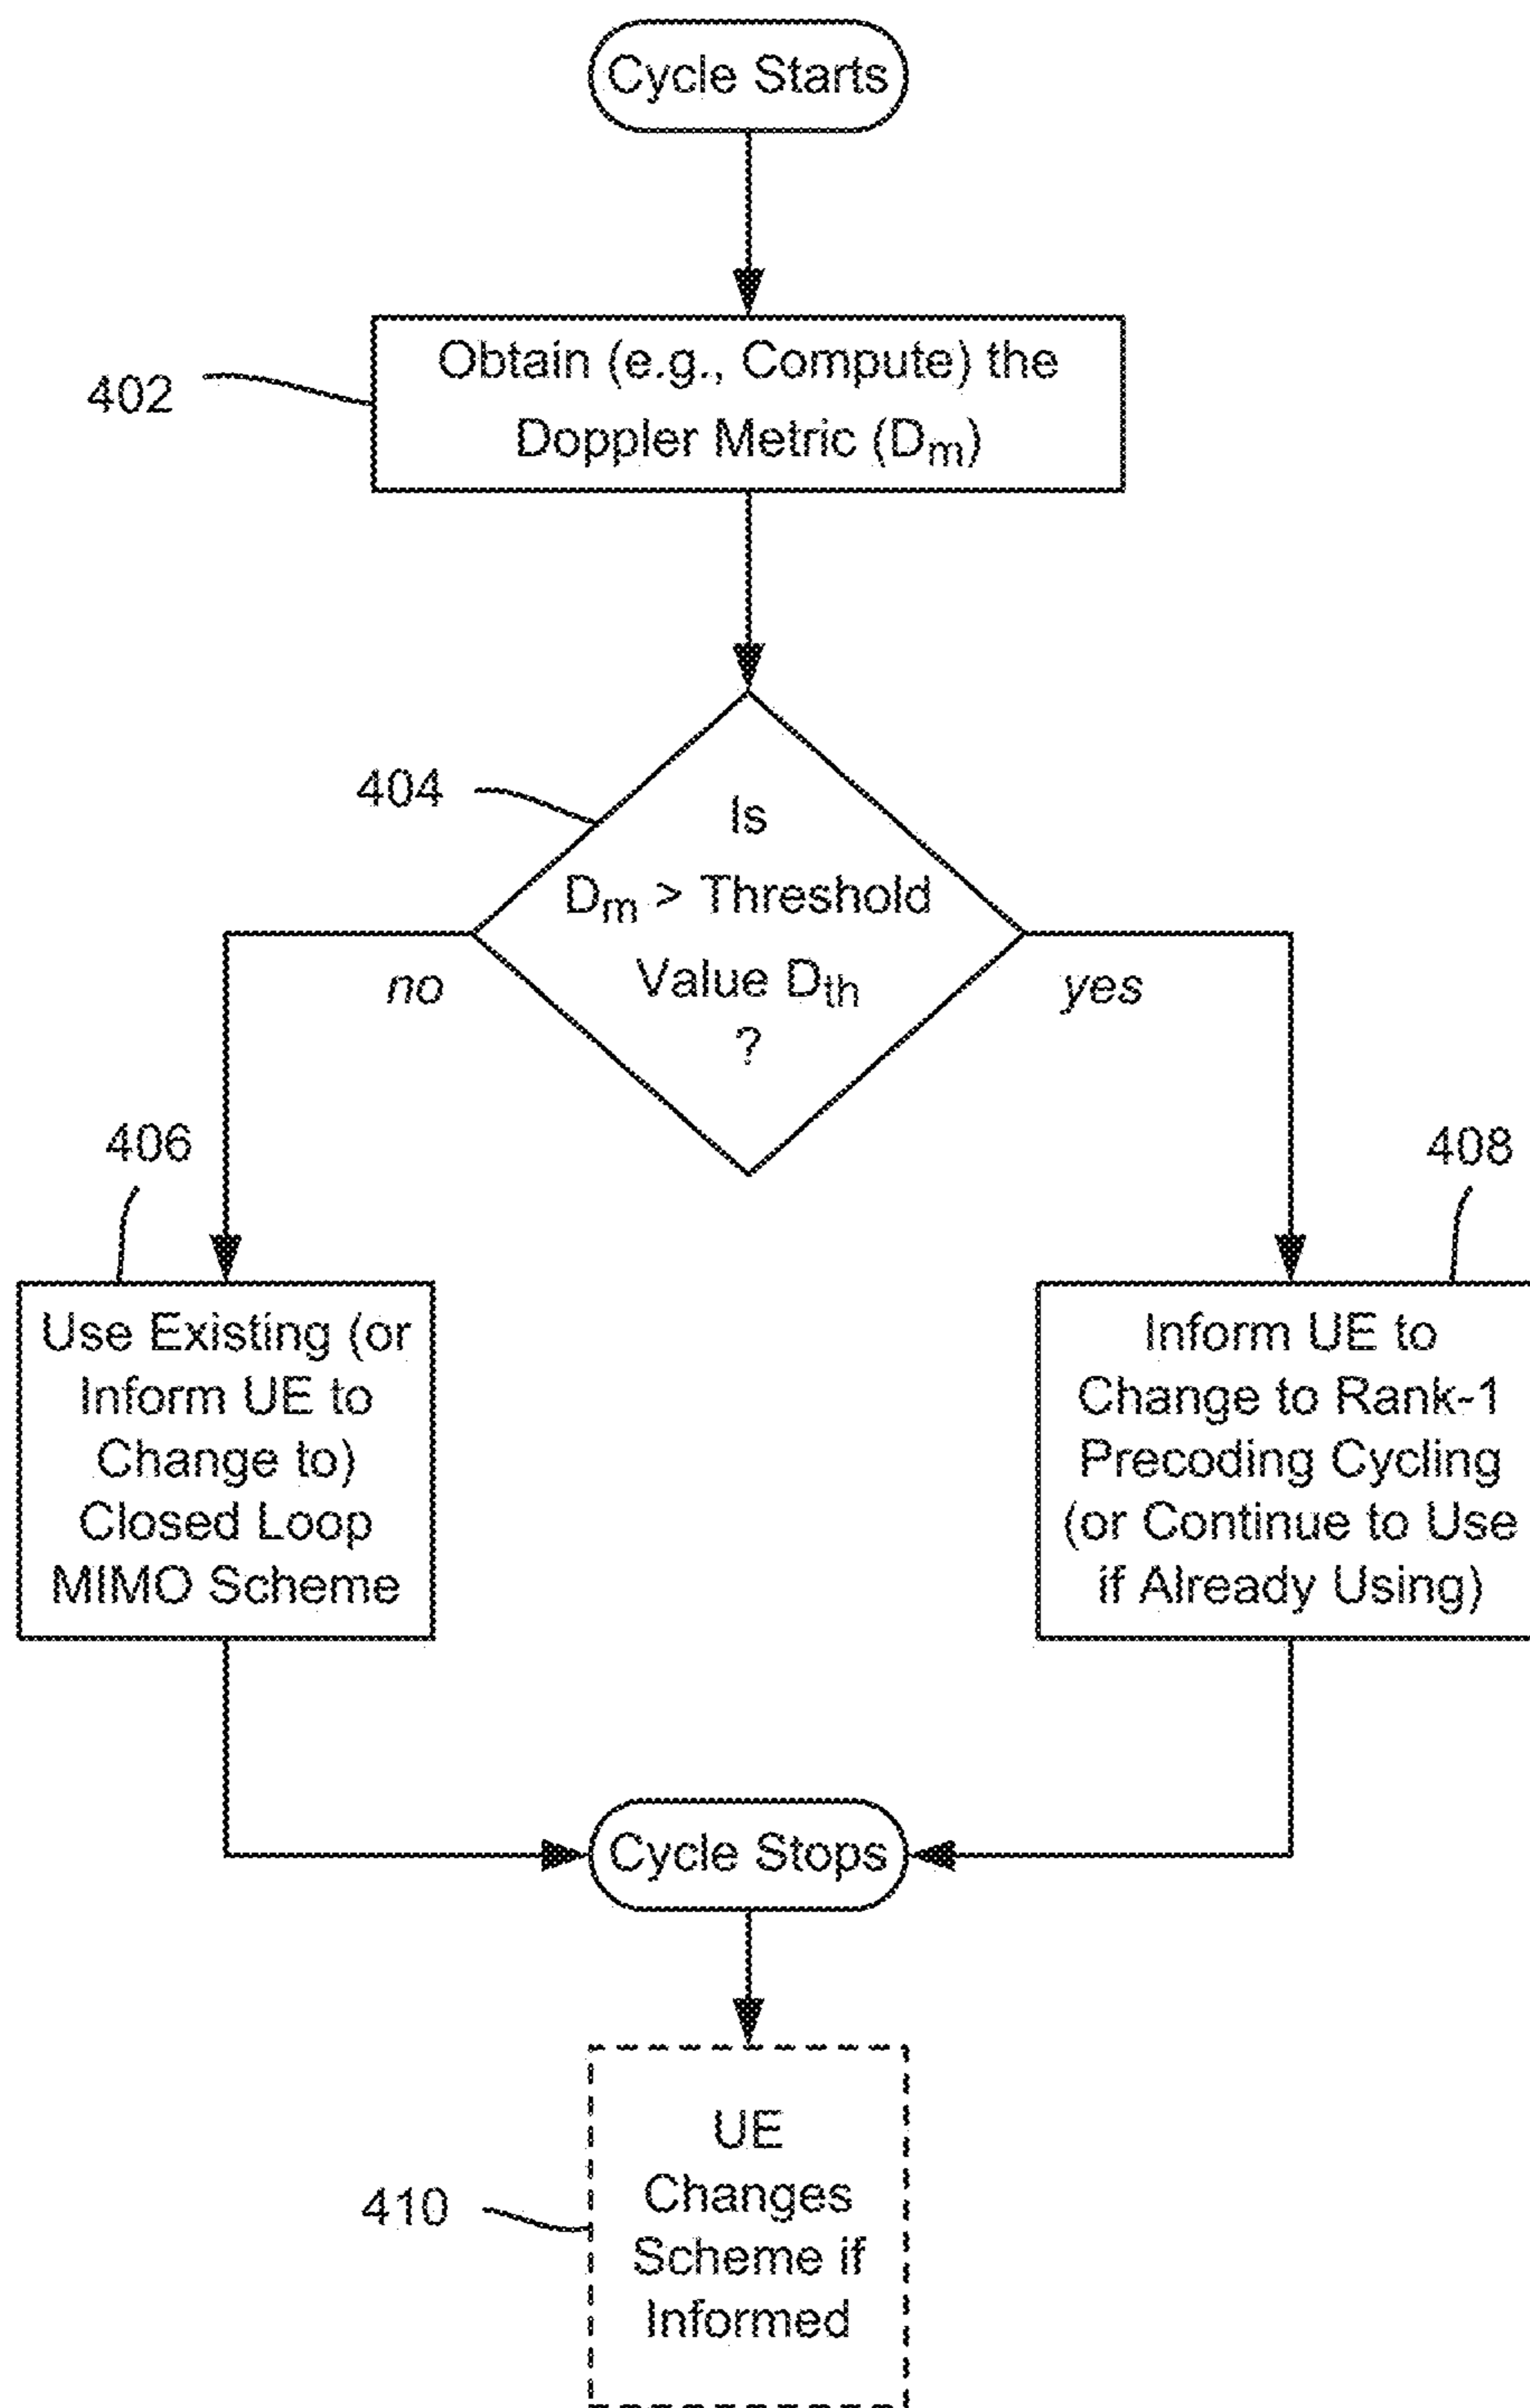 Cycle Starts
402
Obtain (e.g., Compute) the
Doppler Metric (Dm)
404
Is
Dm > Threshold
Value Dth
?
no
yes
406
Use Existing (or
Inform UE to
Change to)
Closed Loop
MIMO Scheme
408
Inform UE to
Change to Rank-1
Precoding Cycling
(or Continue to Use
if Already Using)
Cycle Stops
410
UE
Changes
Scheme if
Informed